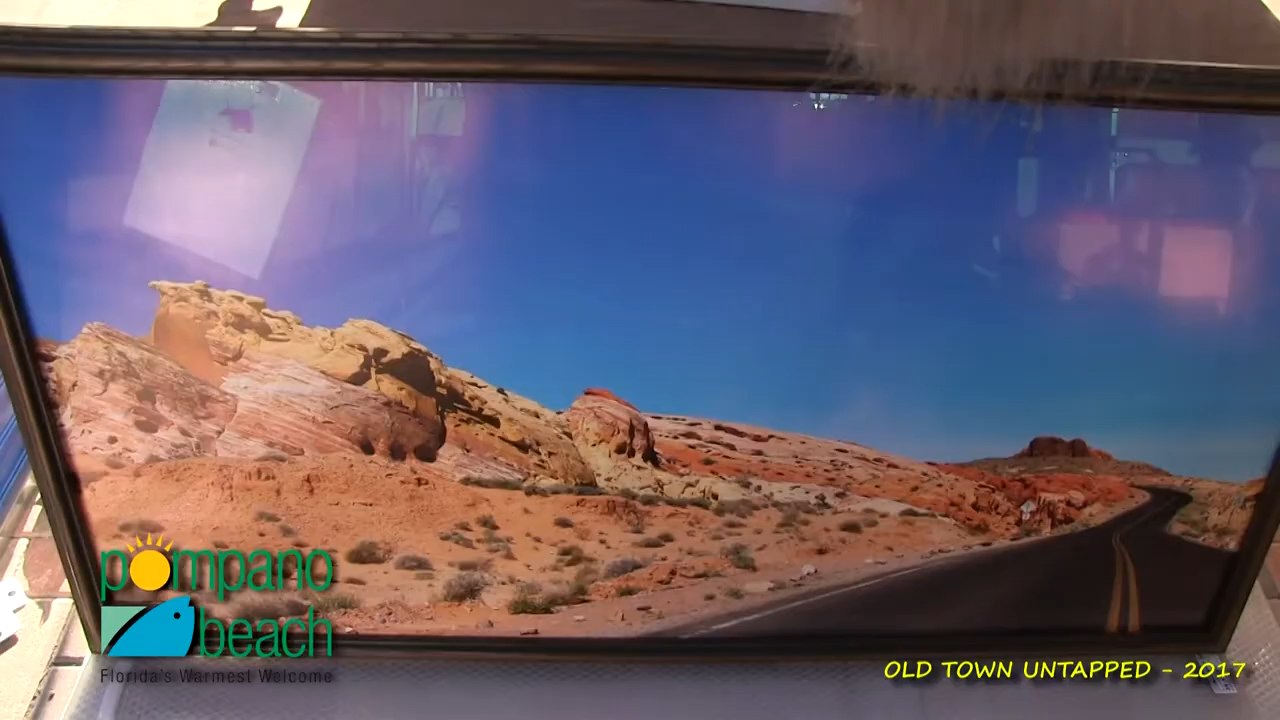 pompano
beach
Florida's Warmest Welcome
OLD TOWN UNTAPPED - 2017